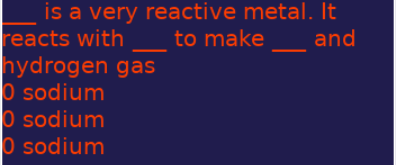 ___ is a very reactive metal. It
reacts with ___ to make ___ and
hydrogen gas
0 sodium
0 sodium
0 sodium